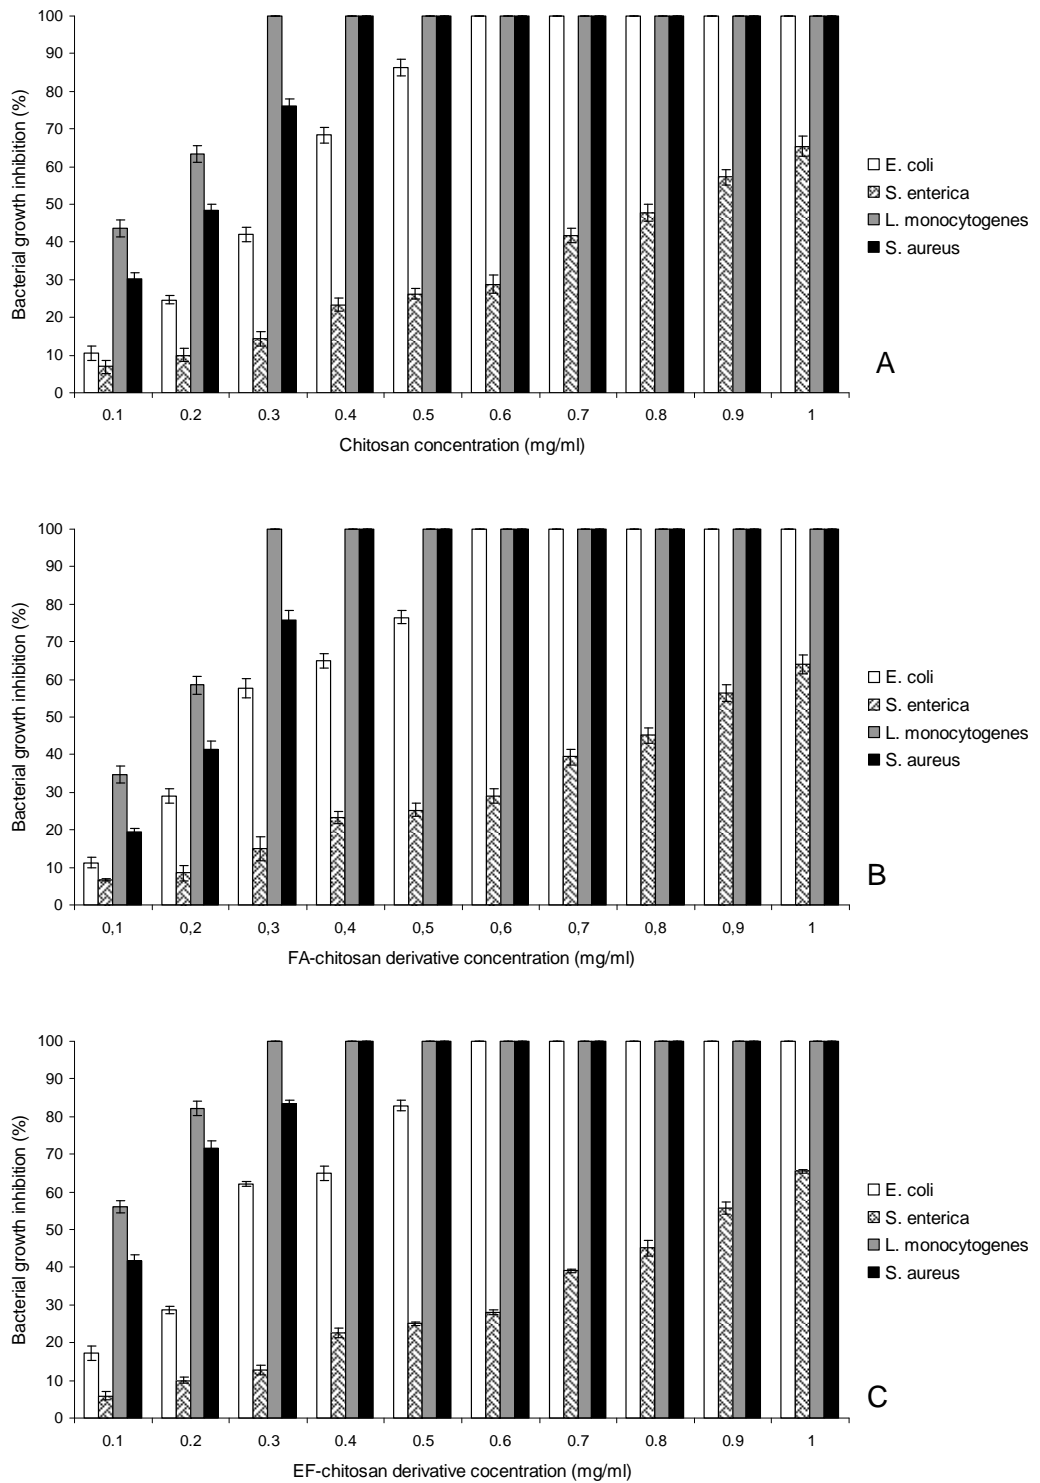 100
90
80
70
60
50
40
30
20
10
0
Bacterial growth inhibition (%)
0.1 0.2 0.3 0.4 0.5 0.6 0.7 0.8 0.9 1
Chitosan concentration (mg/ml)
E. coli
S. enterica
L. monocytogenes
S. aureus
A
100
90
80
70
60
50
40
30
20
10
0
Bacterial growth inhibition (%)
0,1 0,2 0,3 0,4 0,5 0,6 0,7 0,8 0,9 1
FA-chitosan derivative concentration (mg/ml)
E. coli
S. enterica
L. monocytogenes
S. aureus
B
100
90
80
70
60
50
40
30
20
10
0
Bacterial growth inhibition (%)
0.1 0.2 0.3 0.4 0.5 0.6 0.7 0.8 0.9 1
EF-chitosan derivative cocentration (mg/ml)
E. coli
S. enterica
L. monocytogenes
S. aureus
C